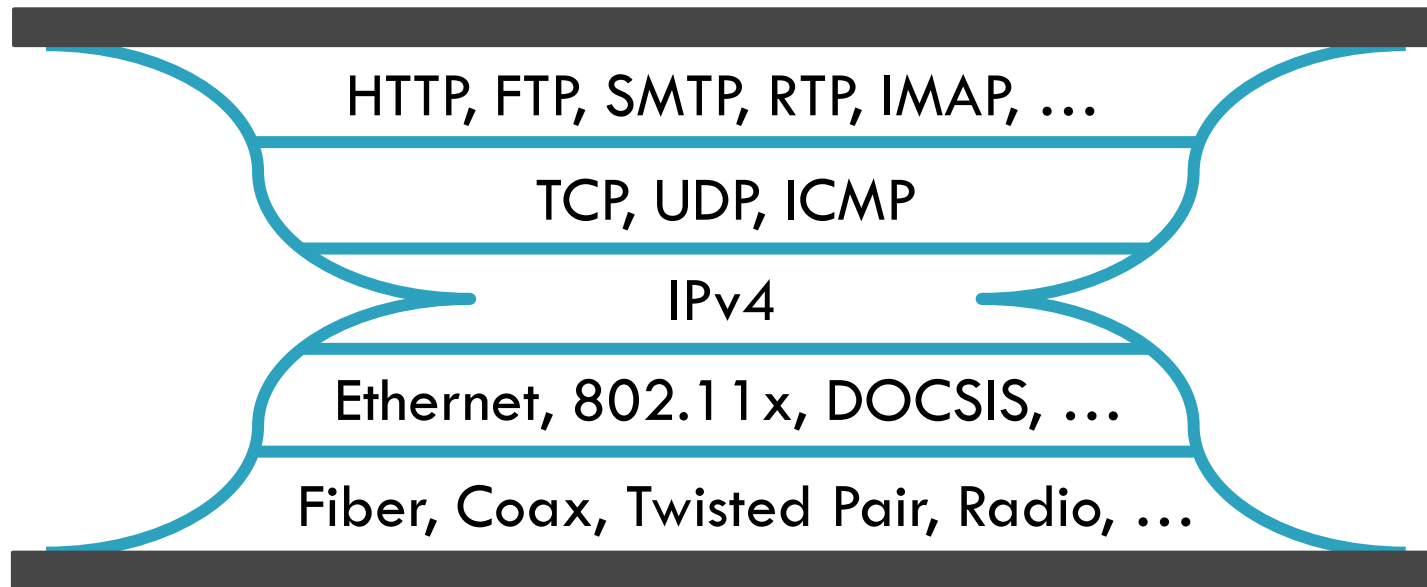 HTTP, FTP, SMTP, RTP, IMAP, …
TCP, UDP, ICMP
IPv4
Ethernet, 802.11x, DOCSIS, …
Fiber, Coax, Twisted Pair, Radio, …